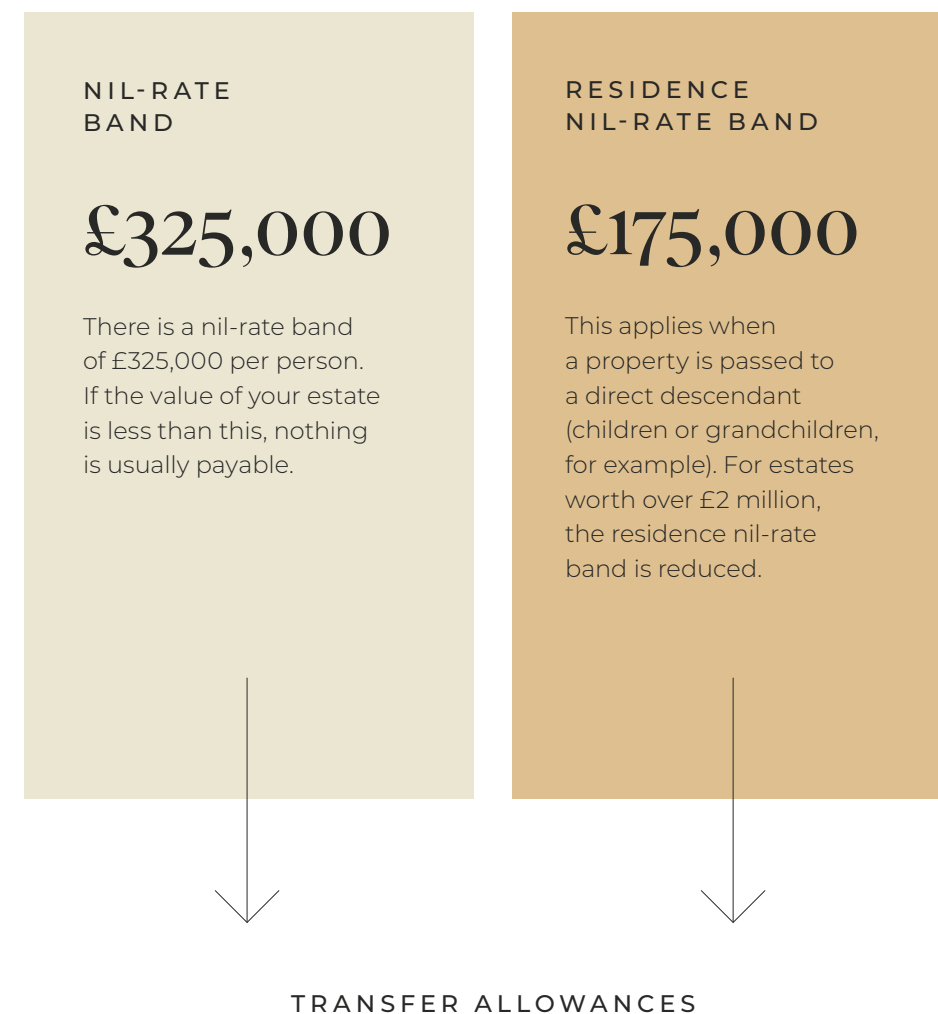 NIL-RATE
BAND
£325,000
There is a nil-rate band
of £325,000 per person.
If the value of your estate
is less than this, nothing
is usually payable.
RESIDENCE
NIL-RATE BAND
£175,000
This applies when
a property is passed to
a direct descendant
(children or grandchildren,
for example). For estates
worth over £2 million,
the residence nil-rate
band is reduced.
TRANSFER ALLOWANCES